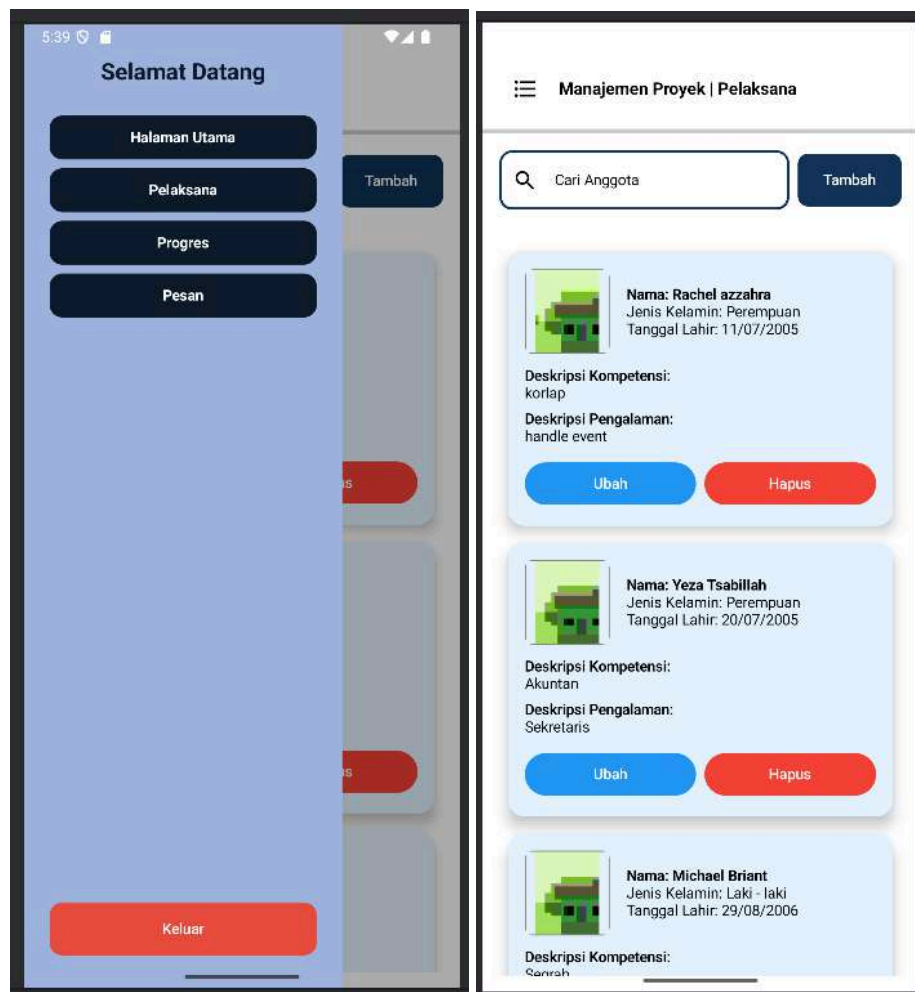 5:39
Selamat Datang
Halaman Utama
Pelaksana
Progres
Pesan
Tambah
us
us
Keluar
Manajemen Proyek | Pelaksana
Cari Anggota
Tambah
Nama: Rachel azzahra
Jenis Kelamin: Perempuan
Tanggal Lahir: 11/07/2005
Deskripsi Kompetensi:
korlap
Deskripsi Pengalaman:
handle event
Ubah Hapus
Nama: Yeza Tsabillah
Jenis Kelamin: Perempuan
Tanggal Lahir: 20/07/2005
Deskripsi Kompetensi:
Akuntan
Deskripsi Pengalaman:
Sekretaris
Ubah Hapus
Nama: Michael Briant
Jenis Kelamin: Laki - laki
Tanggal Lahir: 29/08/2006
Deskripsi Kompetensi: